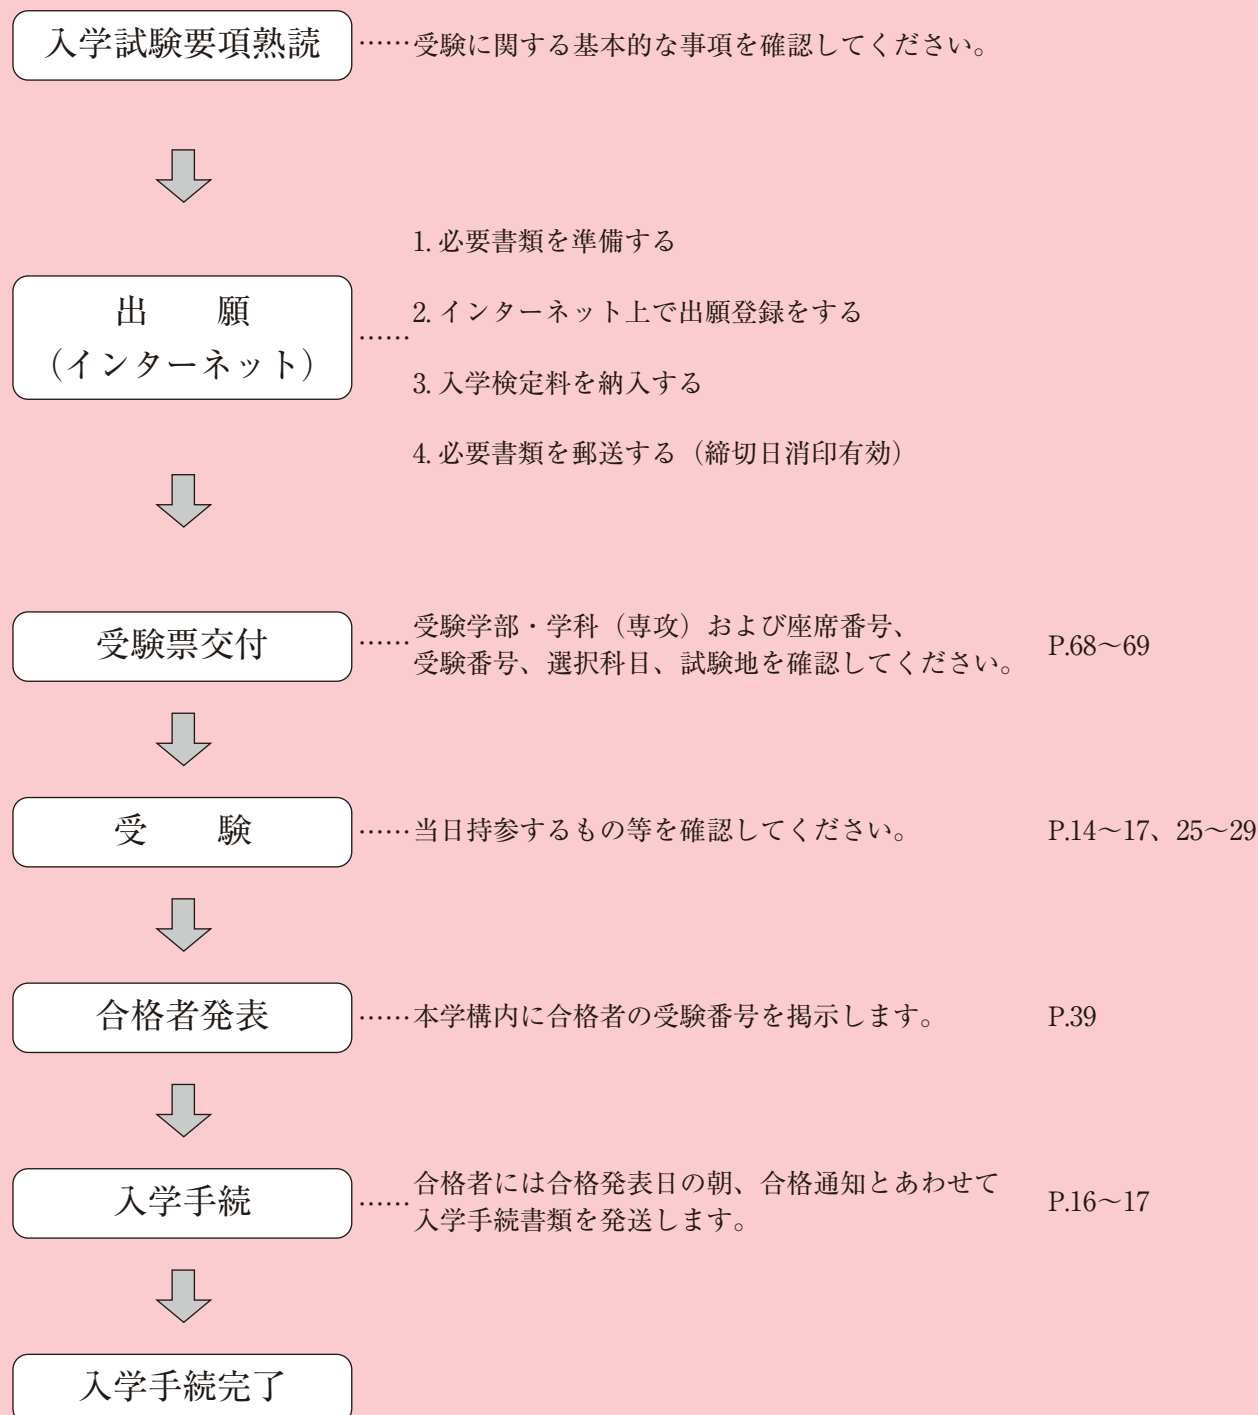 入学試験要項熟読 ……受験に関する基本的な事項を確認してください。
1. 必要書類を準備する
出　　願
2. インターネット上で出願登録をする
……
（インターネット）
3. 入学検定料を納入する
4. 必要書類を郵送する（締切日消印有効）
受験票交付 ……受験学部・学科（専攻）および座席番号、
受験番号、選択科目、試験地を確認してください。 P.68～69
受　　験 ……当日持参するもの等を確認してください。 P.14～17、25～29
合格者発表 ……本学構内に合格者の受験番号を掲示します。 P.39
入学手続 ……合格者には合格発表日の朝、合格通知とあわせて
入学手続書類を発送します。 P.16～17
入学手続完了